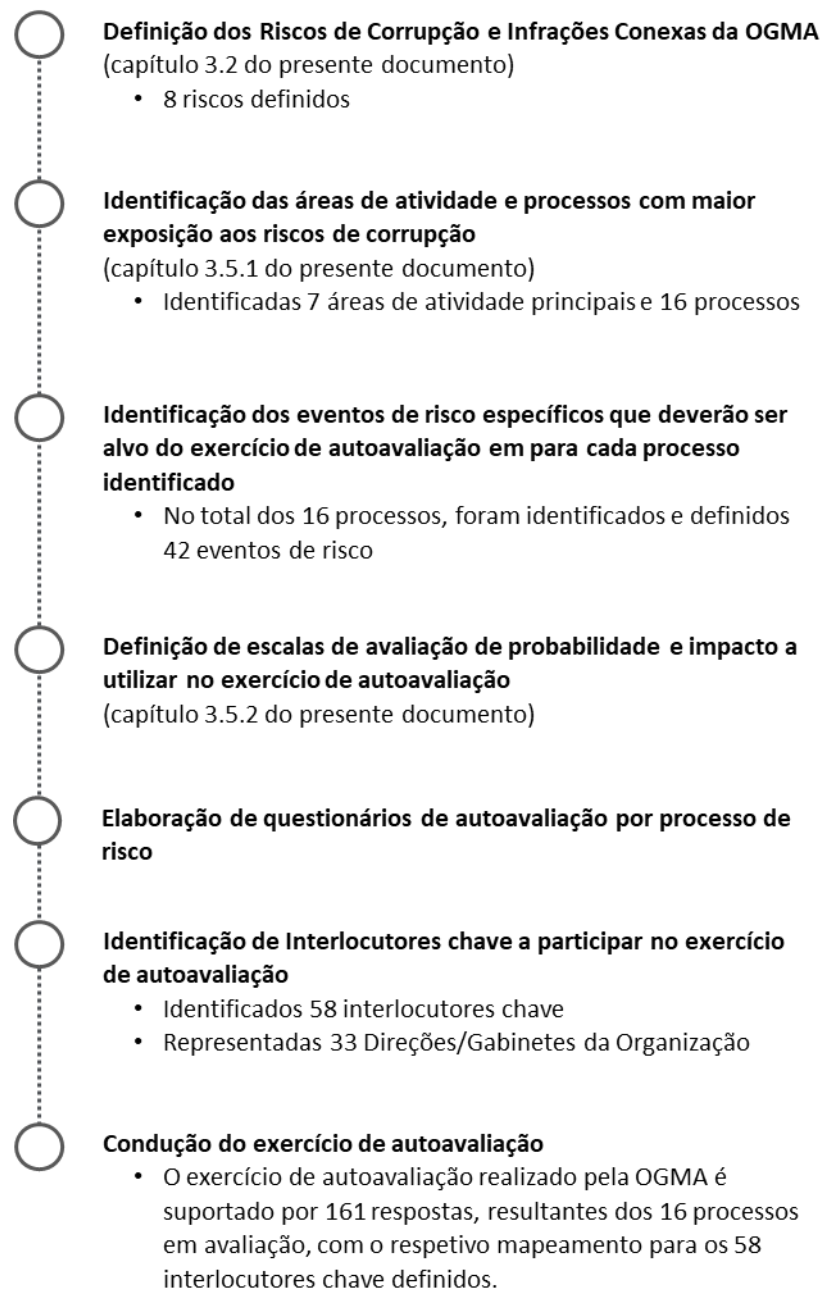 Definição dos Riscos de Corrupção e Infrações Conexas da OGMA
(capítulo 3.2 do presente documento)
• 8 riscos definidos
Identificação das áreas de atividade e processos com maior
exposição aos riscos de corrupção
(capítulo 3.5.1 do presente documento)
• Identificadas 7 áreas de atividade principais e 16 processos
Identificação dos eventos de risco específicos que deverão ser
alvo do exercício de autoavaliação em para cada processo
identificado
• No total dos 16 processos, foram identificados e definidos
42 eventos de risco
Definição de escalas de avaliação de probabilidade e impacto a
utilizar no exercício de autoavaliação
(capítulo 3.5.2 do presente documento)
Elaboração de questionários de autoavaliação por processo de
risco
Identificação de Interlocutores chave a participar no exercício
de autoavaliação
• Identificados 58 interlocutores chave
• Representadas 33 Direções/Gabinetes da Organização
Condução do exercício de autoavaliação
• O exercício de autoavaliação realizado pela OGMA é
suportado por 161 respostas, resultantes dos 16 processos
em avaliação, com o respetivo mapeamento para os 58
interlocutores chave definidos.